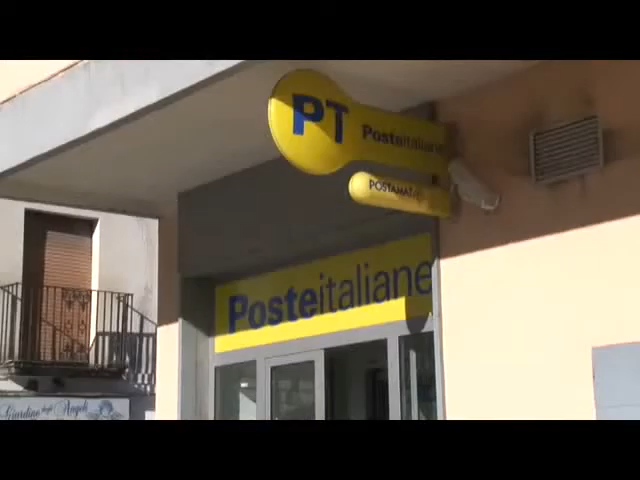 PT
Posteitaliane
POSTAMAT
Posteitaliane
Giardino degli Angeli